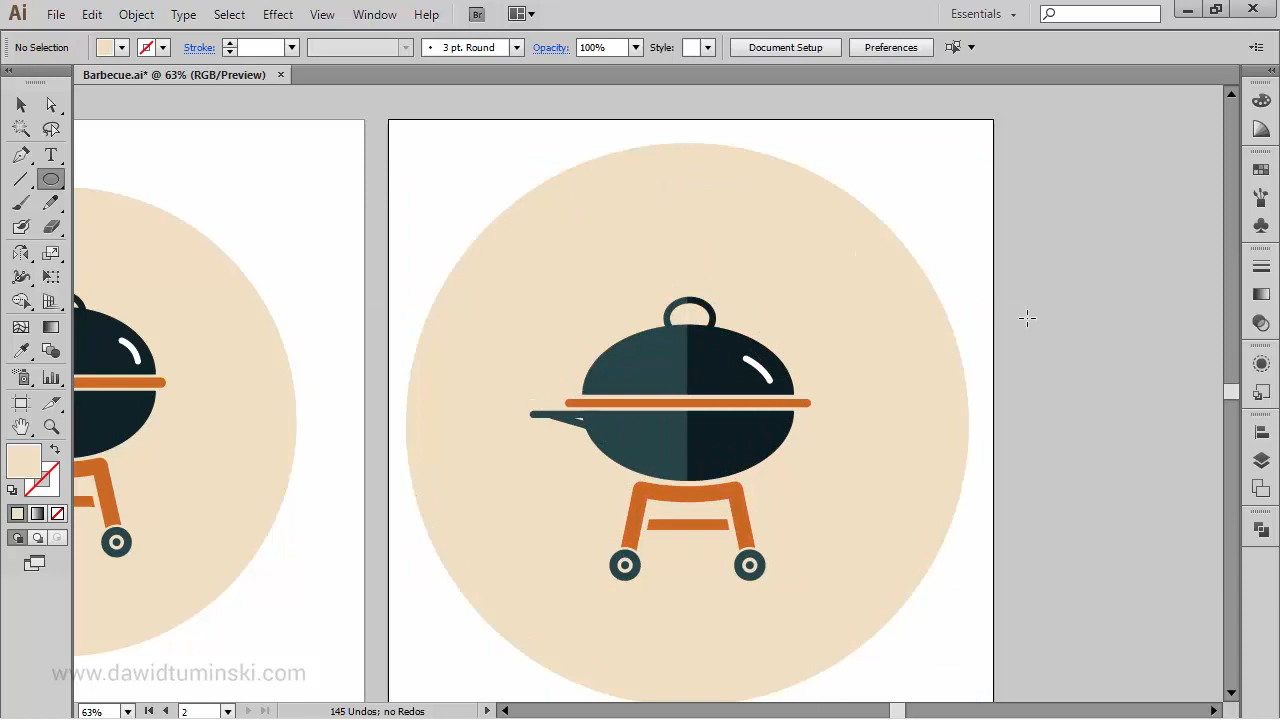 Ai File Edit Object Type Select Effect View Window Help Br Essentials
No Selection Stroke: 3 pt. Round Opacity: 100% Style: Document Setup Preferences
Barbecue.ai* @ 63% (RGB/Preview)
T
www.dawidtuminski.com
63% 2 145 Undos; no Redos